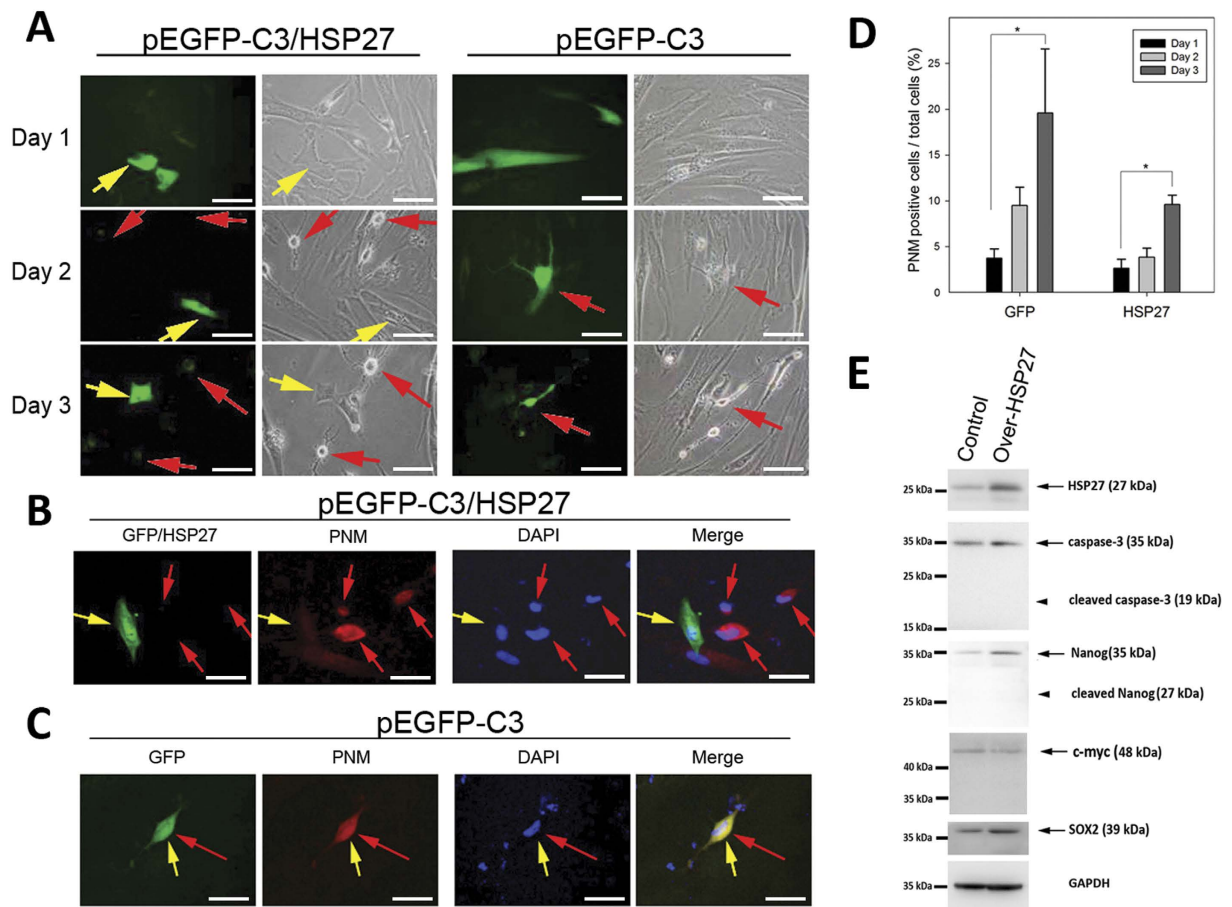 A
pEGFP-C3/HSP27
pEGFP-C3
Day 1
Day 2
Day 3
B
pEGFP-C3/HSP27
GFP/HSP27
PNM
DAPI
Merge
C
pEGFP-C3
GFP
PNM
DAPI
Merge
D
PNM positive cells / total cells (%)
25
20
15
10
5
0
*
*
Day 1
Day 2
Day 3
GFP
HSP27
E
Control
Over-HSP27
25 kDa
HSP27 (27 kDa)
35 kDa
caspase-3 (35 kDa)
25 kDa
cleaved caspase-3 (19 kDa)
15 kDa
35 kDa
Nanog(35 kDa)
25 kDa
cleaved Nanog(27 kDa)
c-myc (48 kDa)
40 kDa
35 kDa
35 kDa
SOX2 (39 kDa)
35 kDa
GAPDH